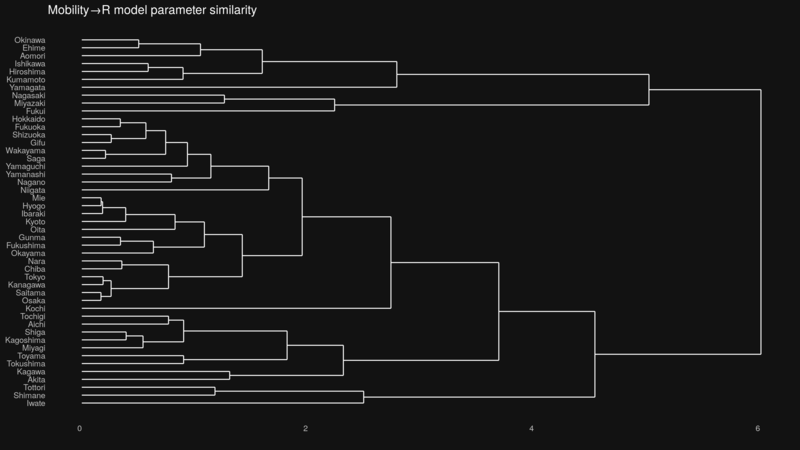 Mobility→R model parameter similarity
Okinawa
Ehime
Aomori
Ishikawa
Hiroshima
Kumamoto
Yamagata
Nagasaki
Miyazaki
Fukui
Hokkaido
Fukuoka
Shizuoka
Gifu
Wakayama
Saga
Yamaguchi
Yamanashi
Nagano
Niigata
Mie
Hyogo
Ibaraki
Kyoto
Oita
Gunma
Fukushima
Okayama
Nara
Chiba
Tokyo
Kanagawa
Saitama
Osaka
Kochi
Tochigi
Aichi
Shiga
Kagoshima
Miyagi
Toyama
Tokushima
Kagawa
Akita
Tottori
Shimane
Iwate
0 2 4 6